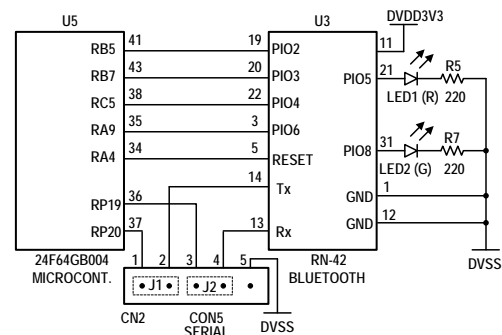 U5
U3
DVDD3V3
RB5 41 19 PIO2
11
RB7 43 20 PIO3
PIO5 21 R5
RC5 38 22 PIO4
LED1 (R) 220
RA9 35 3 PIO6
RA4 34 5 RESET
PIO8 31 R7
14 Tx
LED2 (G) 220
RP19 36
GND 1
RP20 37 13 Rx
GND 12
24F64GB004
MICROCONT.
RN-42
BLUETOOTH
DVSS
1 2 3 4 5
J1 J2
CN2
CON5
SERIAL
DVSS